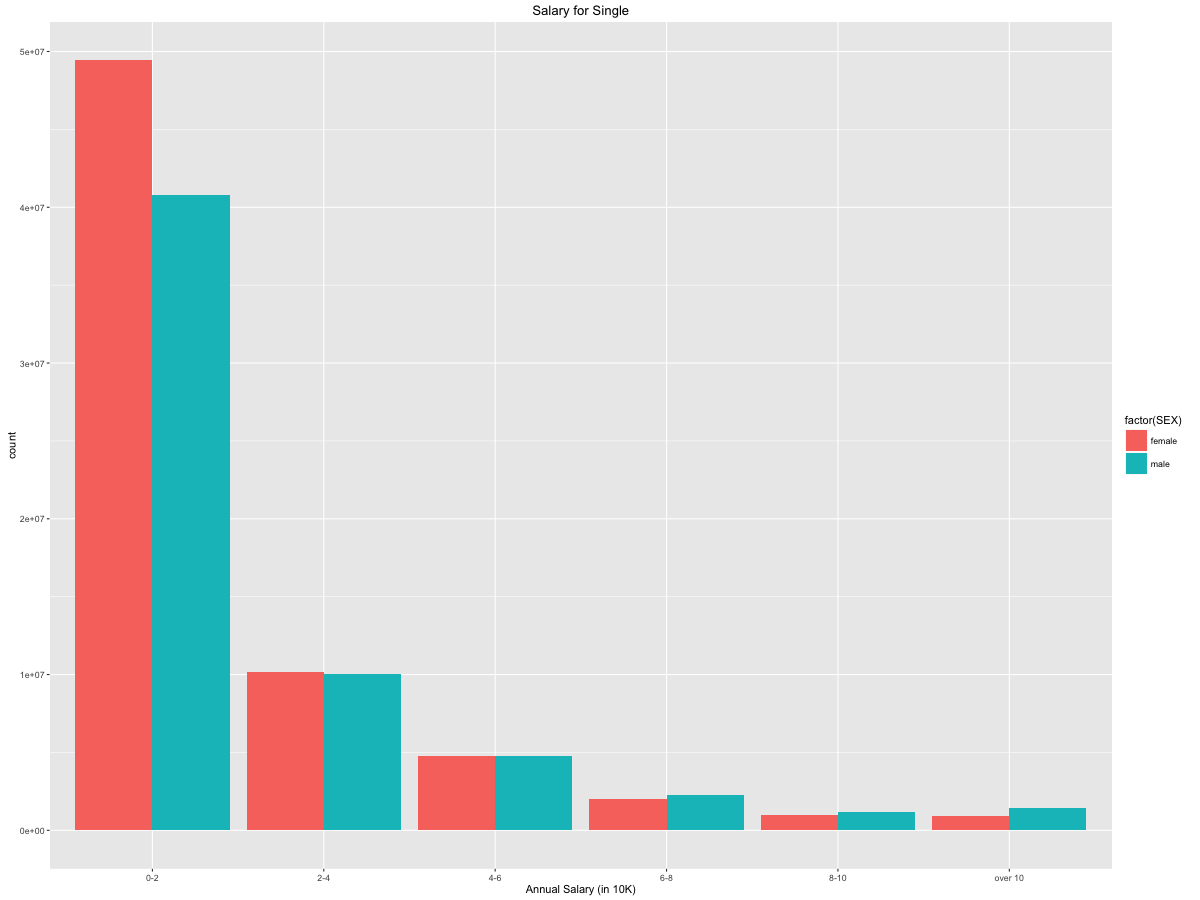 Salary for Single
count
5e+07
4e+07
3e+07
2e+07
1e+07
0e+00
0-2 2-4 4-6 6-8 8-10 over 10
Annual Salary (in 10K)
factor(SEX)
female
male